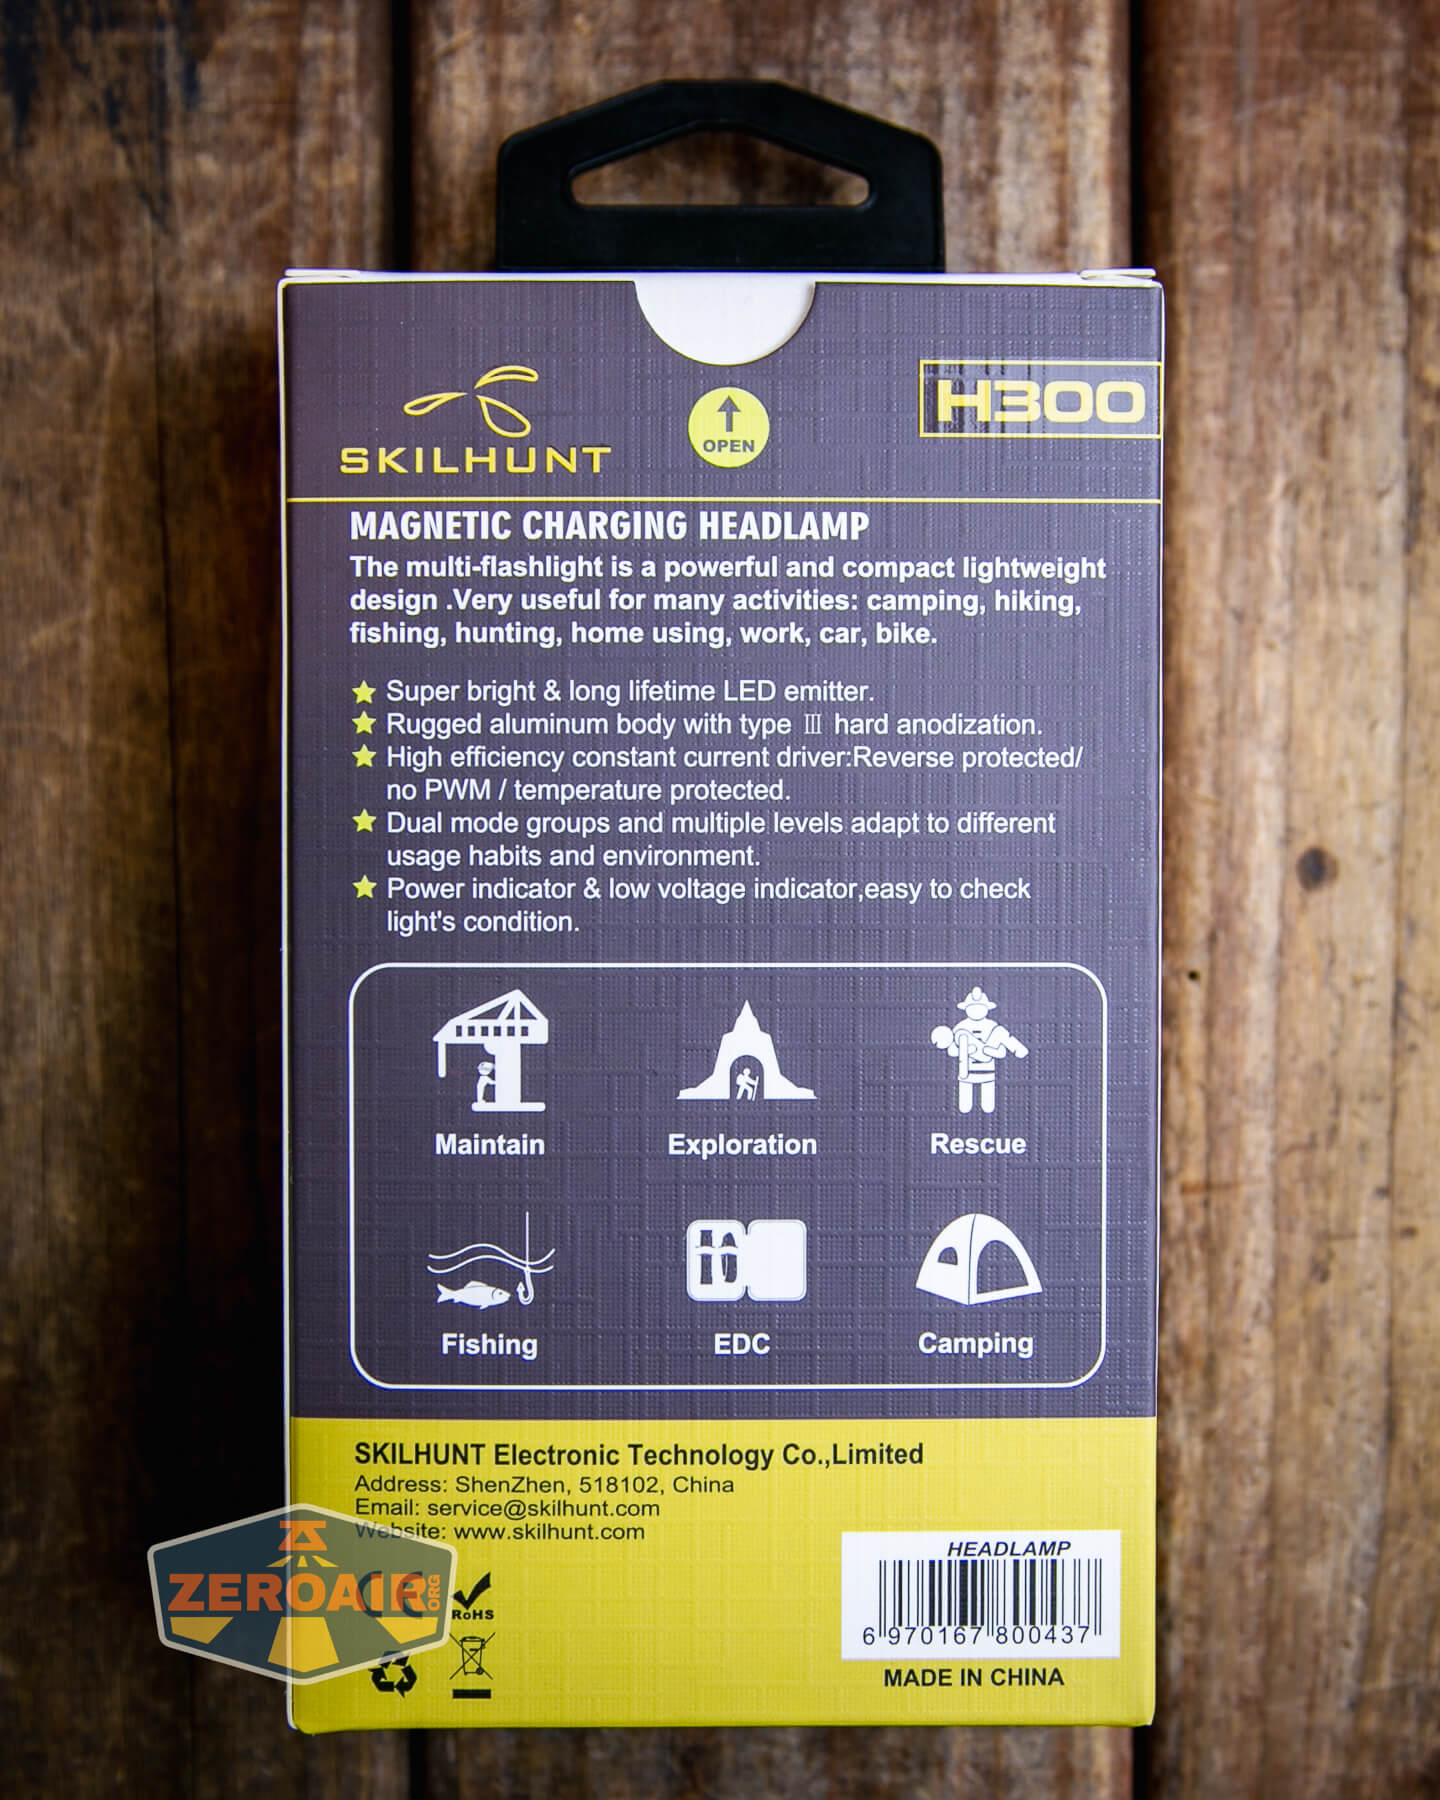 SKILHUNT
OPEN
H300
MAGNETIC CHARGING HEADLAMP
The multi-flashlight is a powerful and compact lightweight
design .Very useful for many activities: camping, hiking,
fishing, hunting, home using, work, car, bike.
Super bright & long lifetime LED emitter.
Rugged aluminum body with type Ⅲ hard anodization.
High efficiency constant current driver:Reverse protected/
no PWM / temperature protected.
Dual mode groups and multiple levels adapt to different
usage habits and environment.
Power indicator & low voltage indicator,easy to check
light's condition.
Maintain Exploration Rescue
Fishing EDC Camping
SKILHUNT Electronic Technology Co.,Limited
Address: ShenZhen, 518102, China
Email: service@skilhunt.com
Website: www.skilhunt.com
ZEROAIR.ORG
CE
RoHS
HEADLAMP
6 970167 800437
MADE IN CHINA